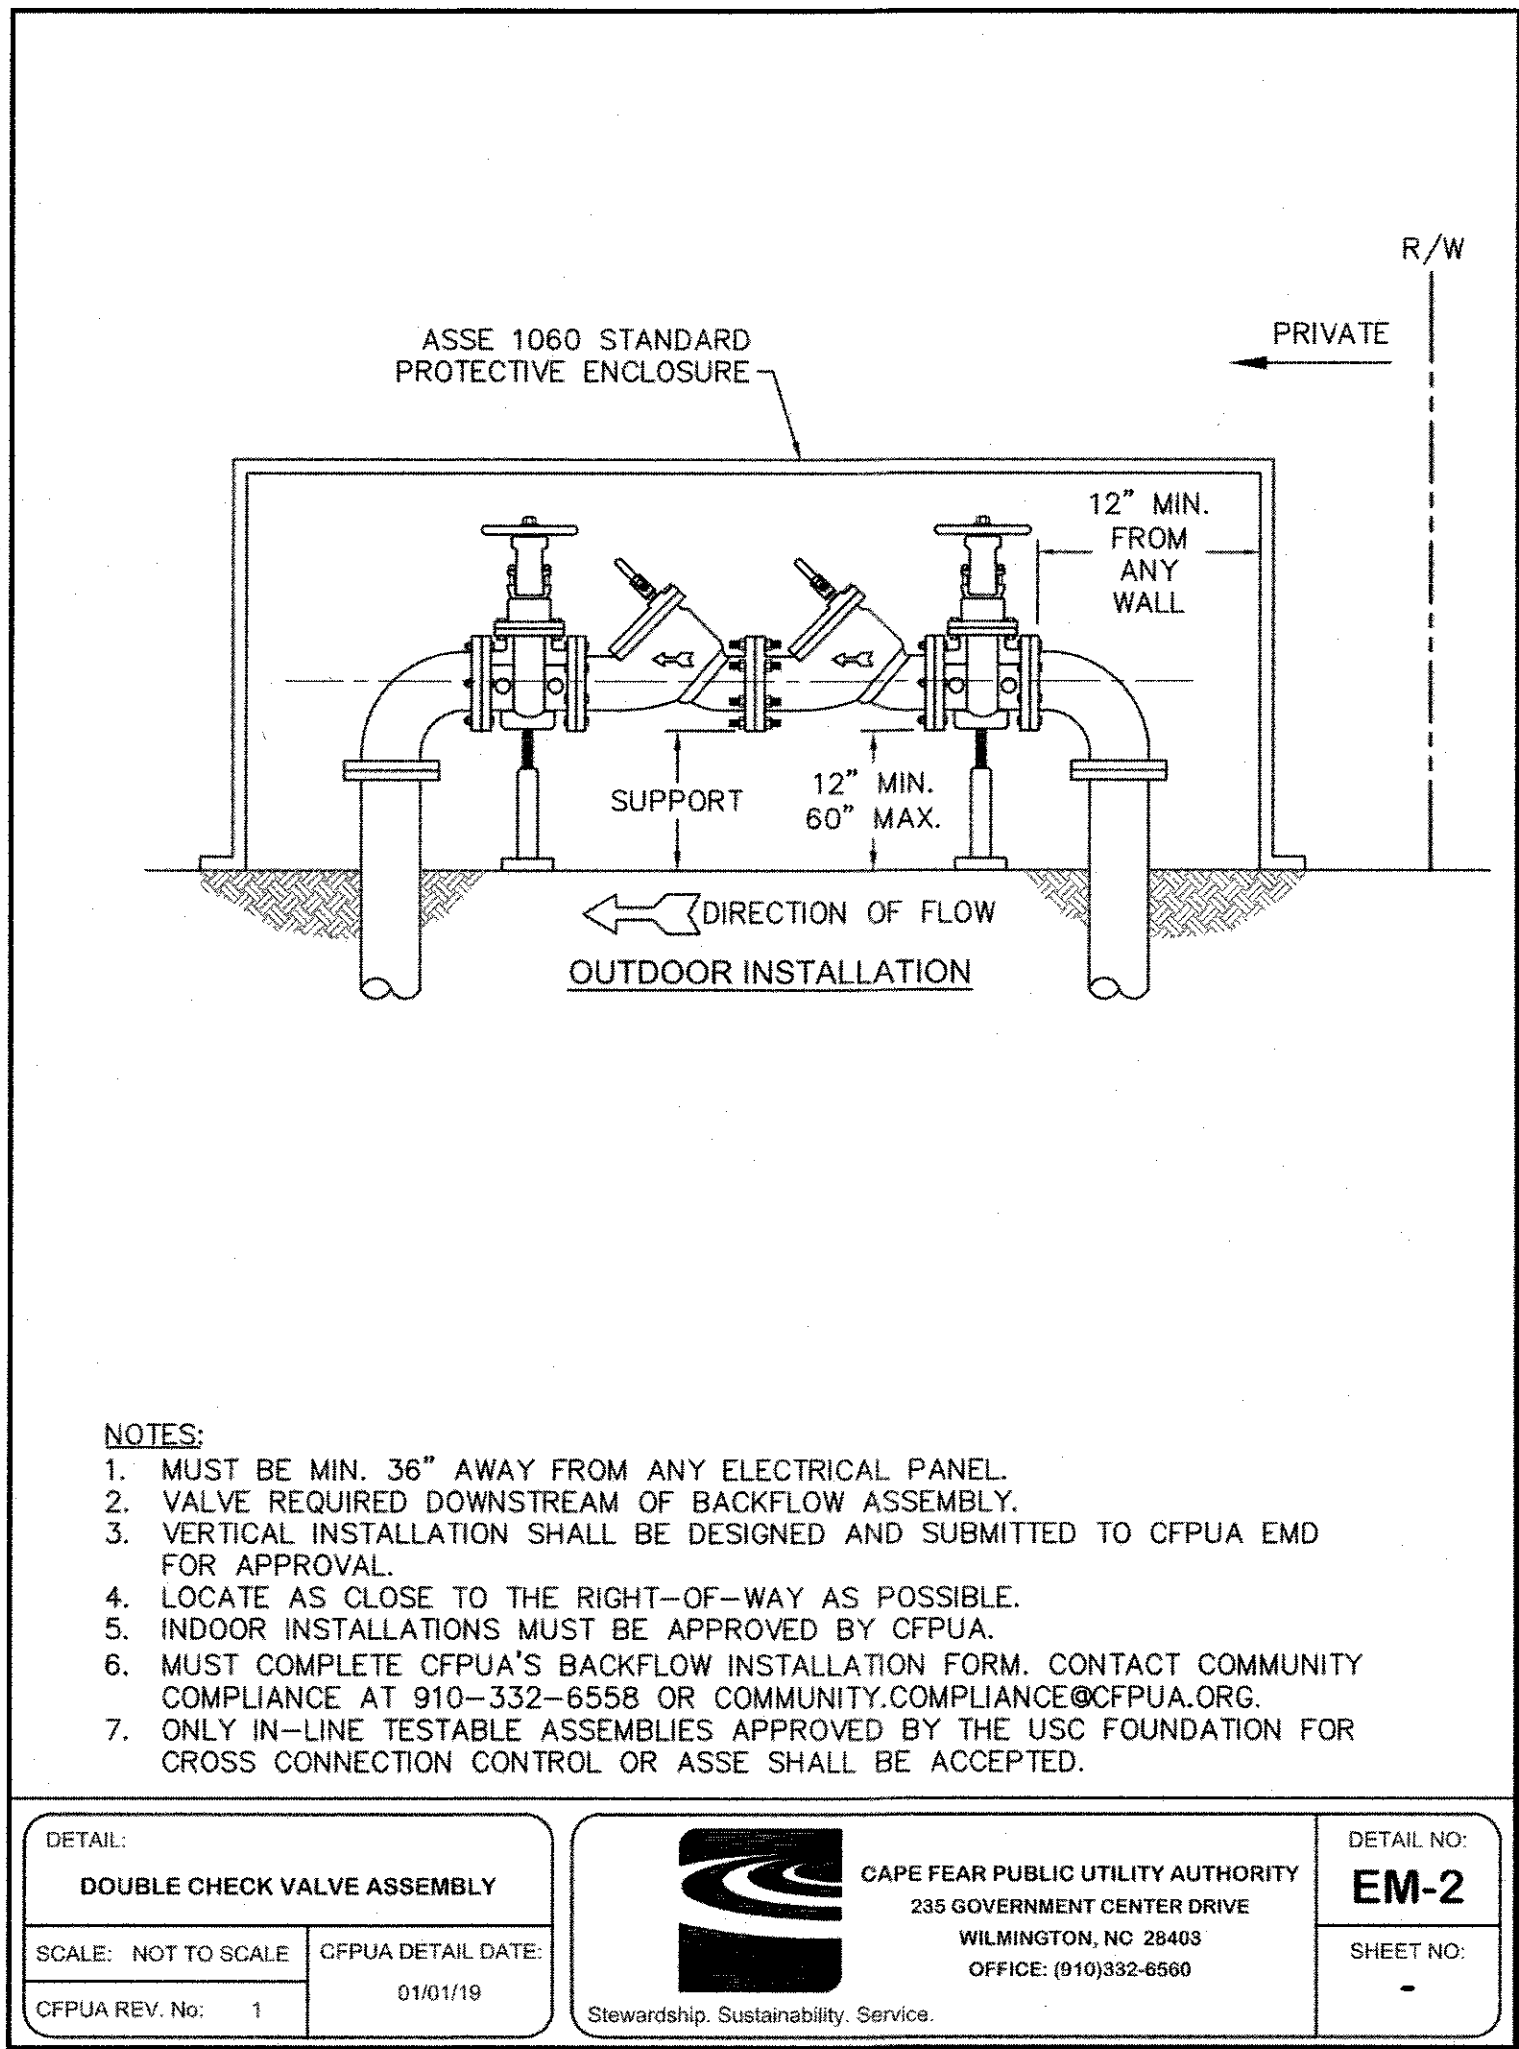 R/W
PRIVATE
ASSE 1060 STANDARD
PROTECTIVE ENCLOSURE
12" MIN.
FROM
ANY
WALL
SUPPORT
12" MIN.
60" MAX.
DIRECTION OF FLOW
OUTDOOR INSTALLATION
NOTES:
1. MUST BE MIN. 36" AWAY FROM ANY ELECTRICAL PANEL.
2. VALVE REQUIRED DOWNSTREAM OF BACKFLOW ASSEMBLY.
3. VERTICAL INSTALLATION SHALL BE DESIGNED AND SUBMITTED TO CFPUA EMD
FOR APPROVAL.
4. LOCATE AS CLOSE TO THE RIGHT-OF-WAY AS POSSIBLE.
5. INDOOR INSTALLATIONS MUST BE APPROVED BY CFPUA.
6. MUST COMPLETE CFPUA'S BACKFLOW INSTALLATION FORM. CONTACT COMMUNITY
COMPLIANCE AT 910-332-6558 OR COMMUNITY.COMPLIANCE@CFPUA.ORG.
7. ONLY IN-LINE TESTABLE ASSEMBLIES APPROVED BY THE USC FOUNDATION FOR
CROSS CONNECTION CONTROL OR ASSE SHALL BE ACCEPTED.
DETAIL:
DOUBLE CHECK VALVE ASSEMBLY
SCALE: NOT TO SCALE
CFPUA REV. No: 1
CFPUA DETAIL DATE:
01/01/19
CAPE FEAR PUBLIC UTILITY AUTHORITY
235 GOVERNMENT CENTER DRIVE
WILMINGTON, NC 28403
OFFICE: (910)332-6560
Stewardship. Sustainability. Service.
DETAIL NO:
EM-2
SHEET NO:
-